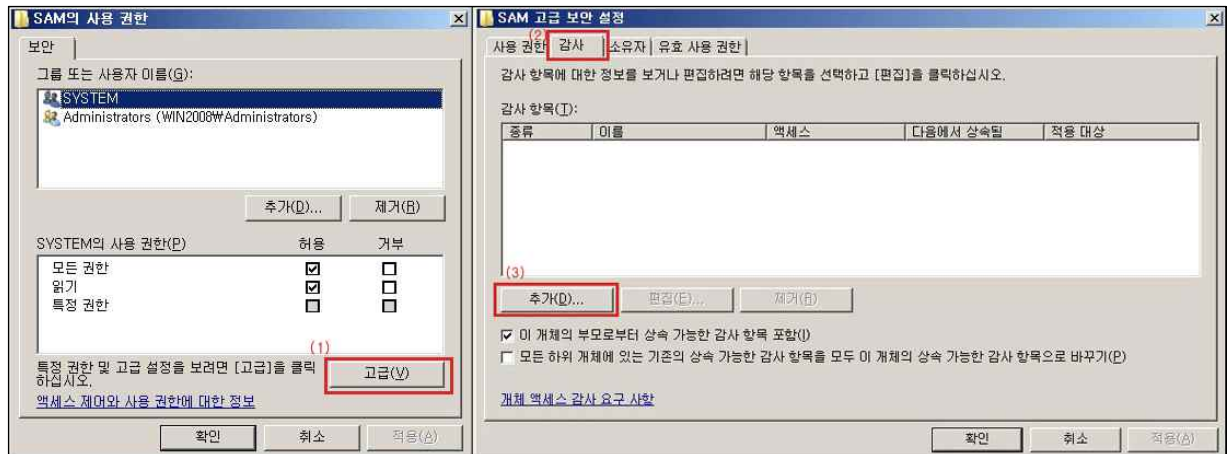 SAM의 사용 권한
보안
그룹 또는 사용자 이름(G):
SYSTEM
Administrators (WIN2008₩Administrators)
추가(D)...
제거(R)
SYSTEM의 사용 권한(P)
허용
거부
모든 권한
읽기
특정 권한
(1)
특정 권한 및 고급 설정을 보려면 [고급]을 클릭
하십시오.
고급(V)
액세스 제어와 사용 권한에 대한 정보
확인
취소
적용(A)
SAM 고급 보안 설정
(2)
사용 권한
감사
소유자
유효 사용 권한
감사 항목에 대한 정보를 보거나 편집하려면 해당 항목을 선택하고 [편집]을 클릭하십시오.
감사 항목(T):
종류
이름
액세스
다음에서 상속됨
적용 대상
(3)
추가(D)...
편집(E)...
제거(R)
이 개체의 부모로부터 상속 가능한 감사 항목 포함(I)
모든 하위 개체에 있는 기존의 상속 가능한 감사 항목을 모두 이 개체의 상속 가능한 감사 항목으로 바꾸기(P)
개체 액세스 감사 요구 사항
확인
취소
적용(A)